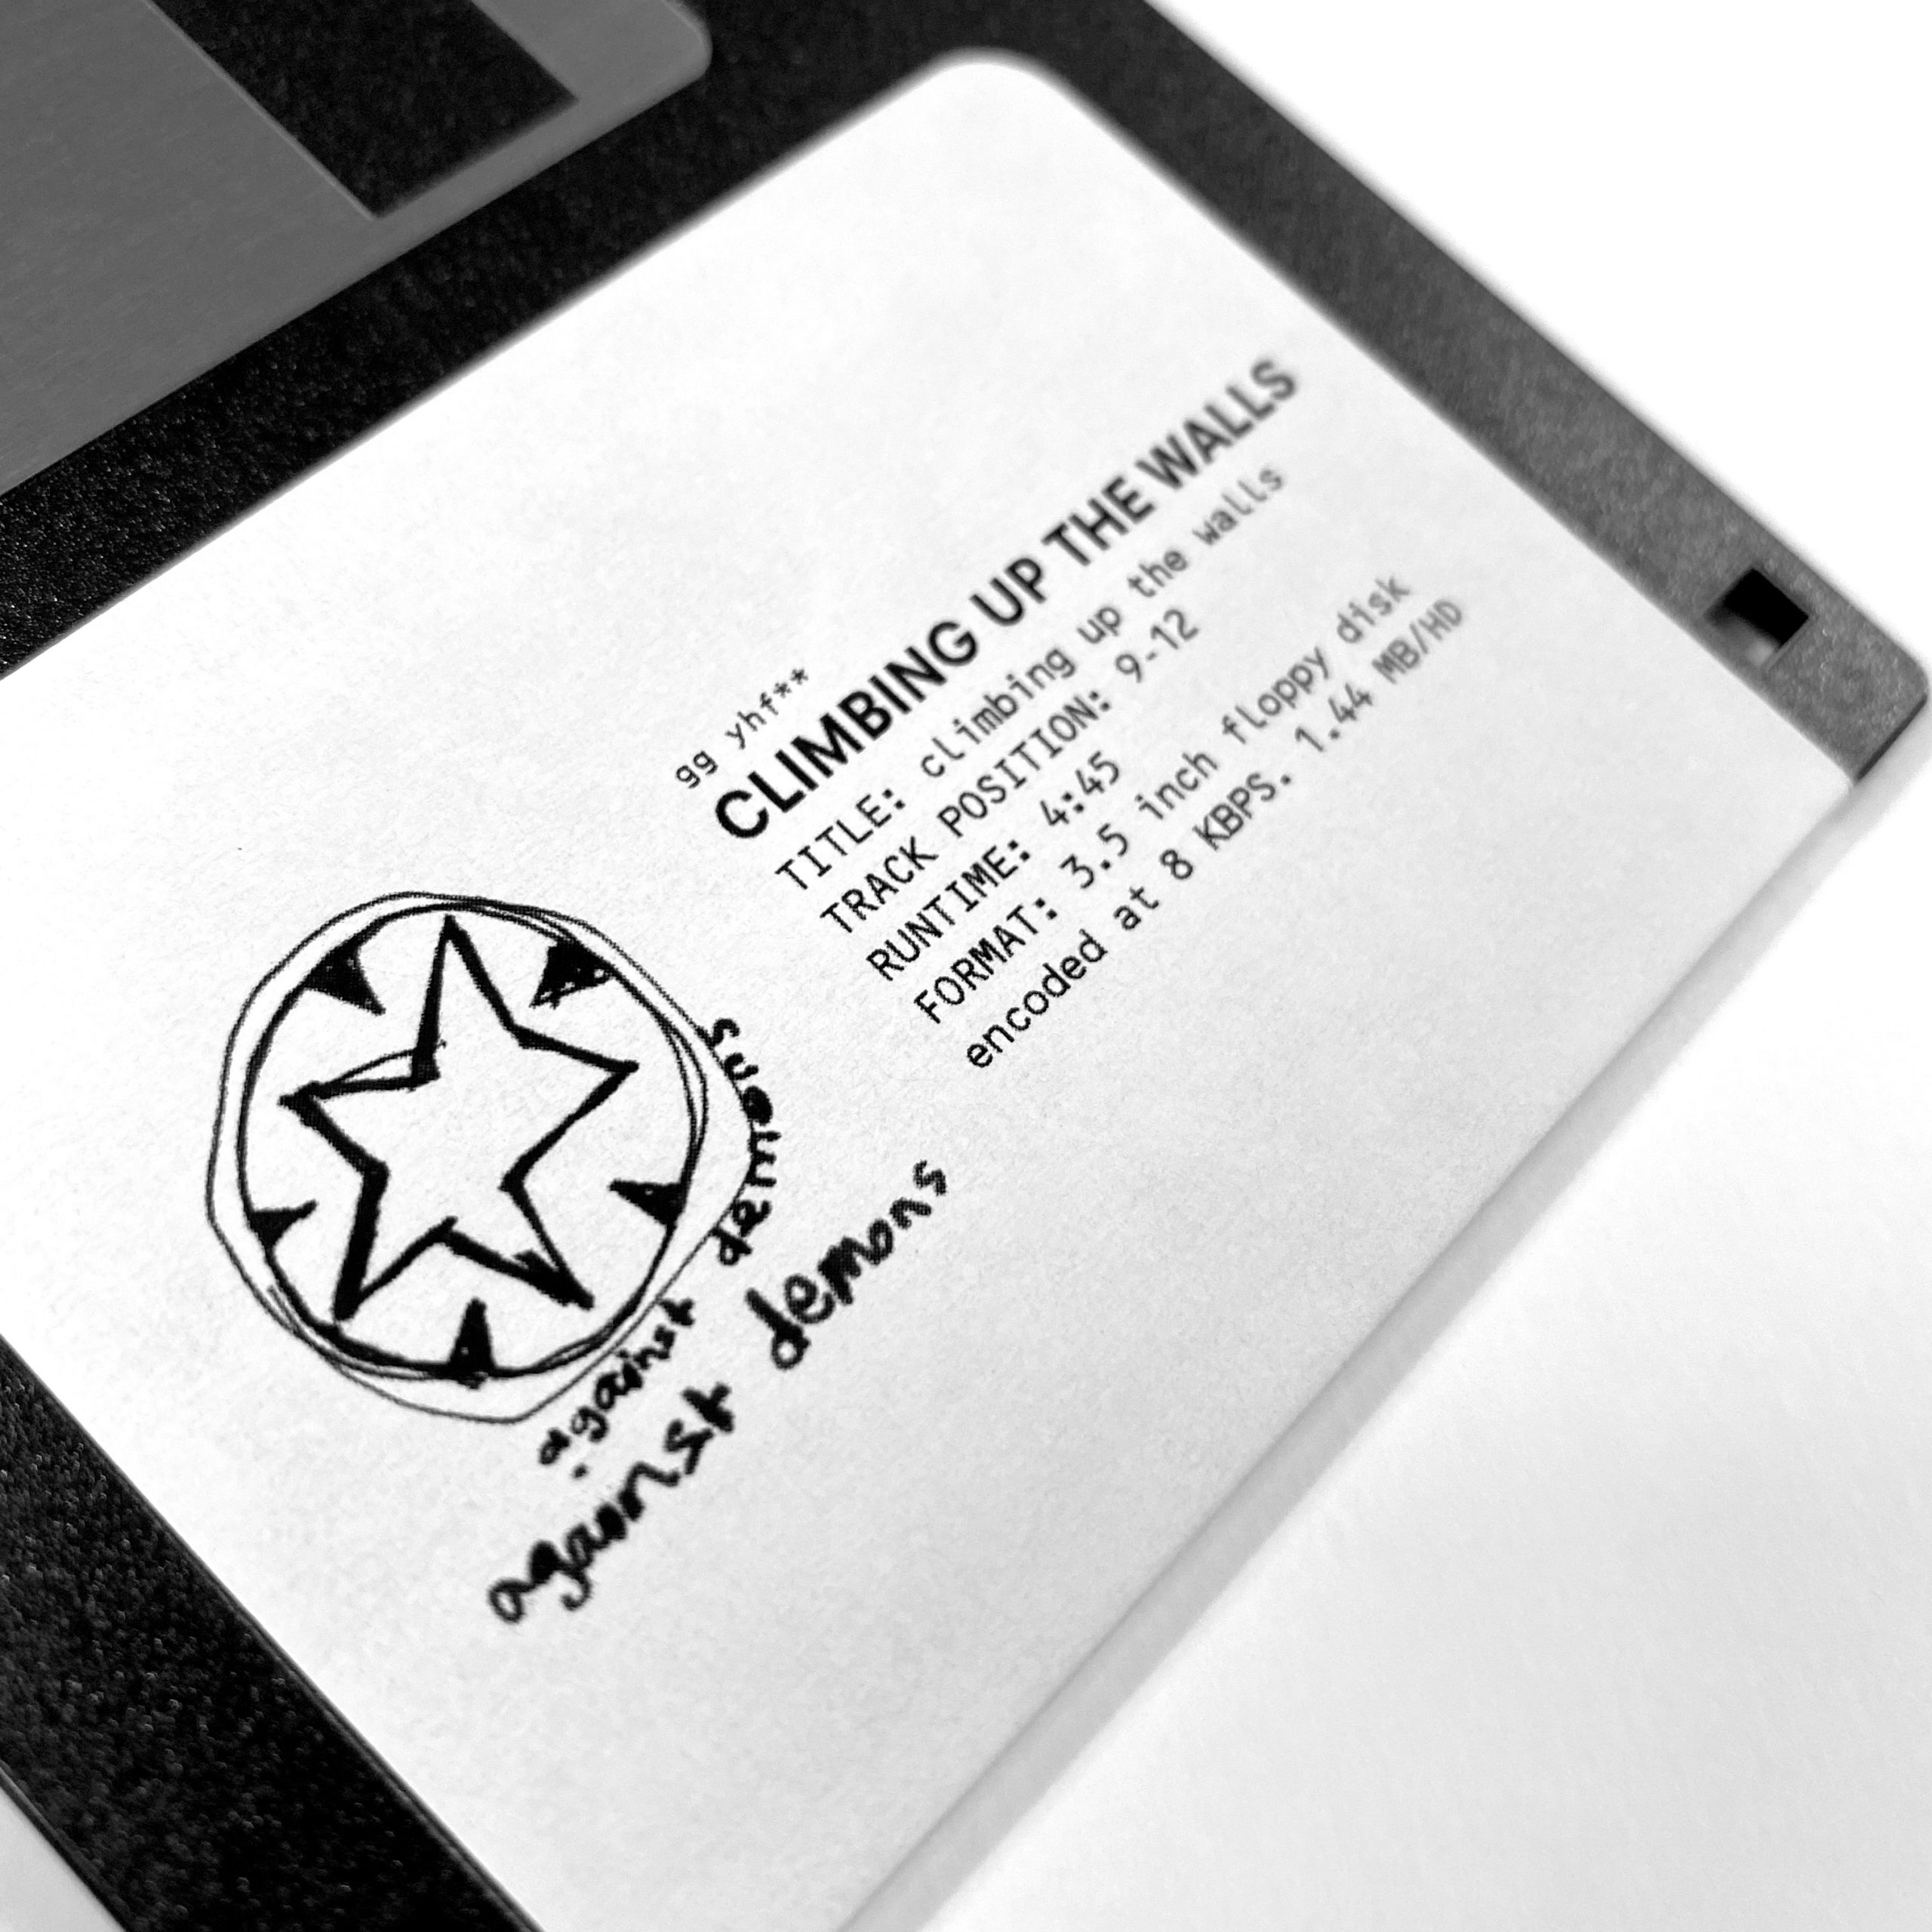 gg yhf**
CLIMBING UP THE WALLS
TITLE: climbing up the walls
TRACK POSITION: 9-12
RUNTIME: 4:45
FORMAT: 3.5 inch floppy disk
encoded at 8 KBPS. 1.44 MB/HD
against demons
against demons